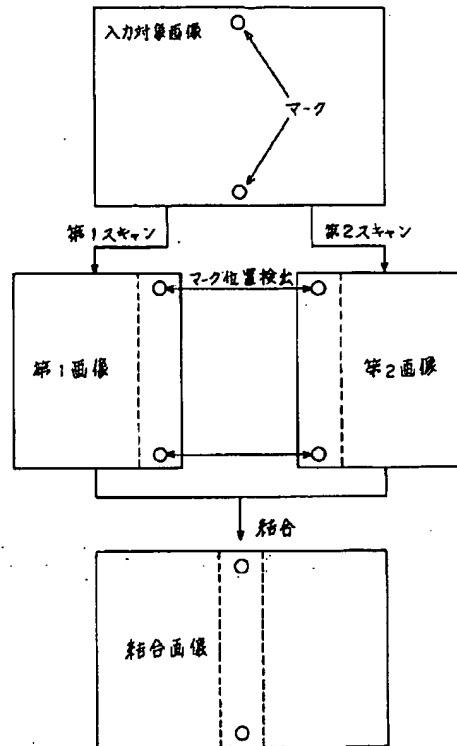 入力対象画像
マーク
第1スキャン
第2スキャン
マーク位置検出
第1画像
第2画像
結合
結合画像